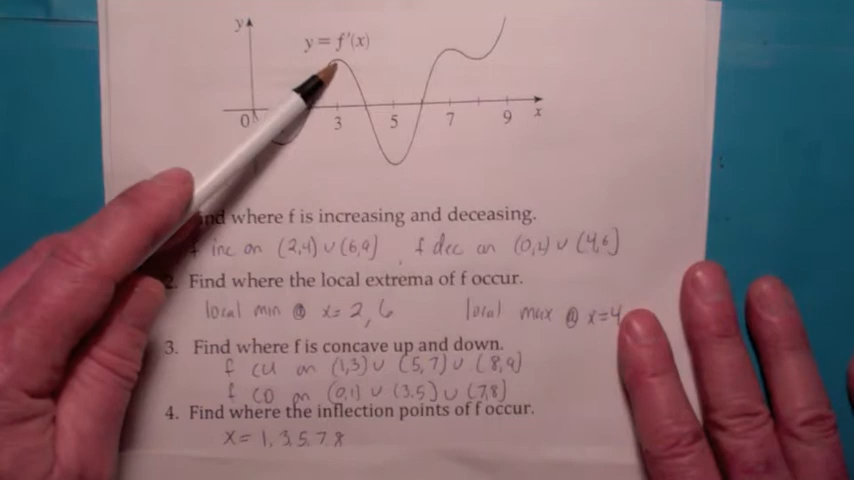 y
y = f'(x)
0
3
5
7
9
x
nd where f is increasing and deceasing.
f inc on (2,4) ∪ (6,9] , f dec on (0,2) ∪ (4,6]
2. Find where the local extrema of f occur.
local min @ x= 2, 6 local max @ x=4
3. Find where f is concave up and down.
f CU on (1,3) ∪ (5,7) ∪ (8,9)
f CD on (0,1) ∪ (3,5) ∪ (7,8)
4. Find where the inflection points of f occur.
x = 1, 3, 5, 7, 8